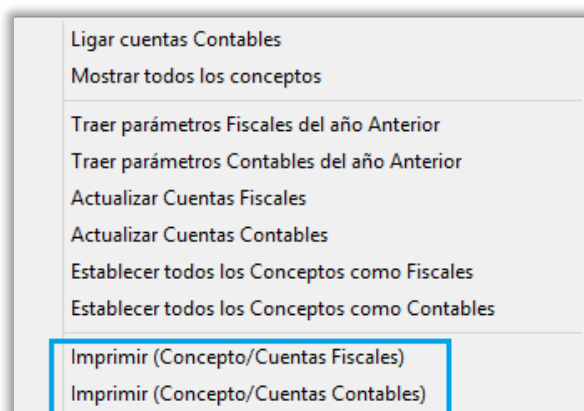 Ligar cuentas Contables
Mostrar todos los conceptos
Traer parámetros Fiscales del año Anterior
Traer parámetros Contables del año Anterior
Actualizar Cuentas Fiscales
Actualizar Cuentas Contables
Establecer todos los Conceptos como Fiscales
Establecer todos los Conceptos como Contables
Imprimir (Concepto/Cuentas Fiscales)
Imprimir (Concepto/Cuentas Contables)